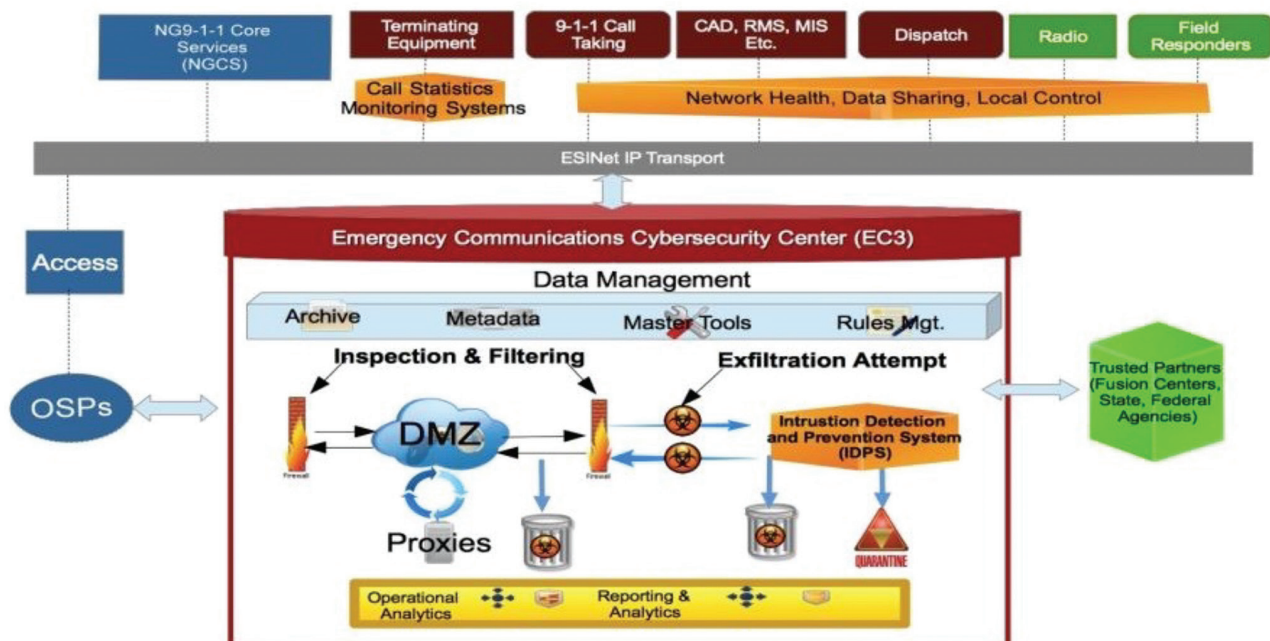 NG9-1-1 Core
Services
(NGCS)
Terminating
Equipment
9-1-1 Call
Taking
CAD, RMS, MIS
Etc.
Dispatch
Radio
Field
Responders
Call Statistics
Monitoring Systems
Network Health, Data Sharing, Local Control
ESINet IP Transport
Access
OSPs
Emergency Communications Cybersecurity Center (EC3)
Data Management
Archive
Metadata
Master Tools
Rules Mgt.
Inspection & Filtering
Exfiltration Attempt
DMZ
Firewall
Firewall
Intrustion Detection
and Prevention System
(IDPS)
Proxies
QUARANTINE
Operational
Analytics
Reporting &
Analytics
Trusted Partners
(Fusion Centers,
State, Federal
Agencies)